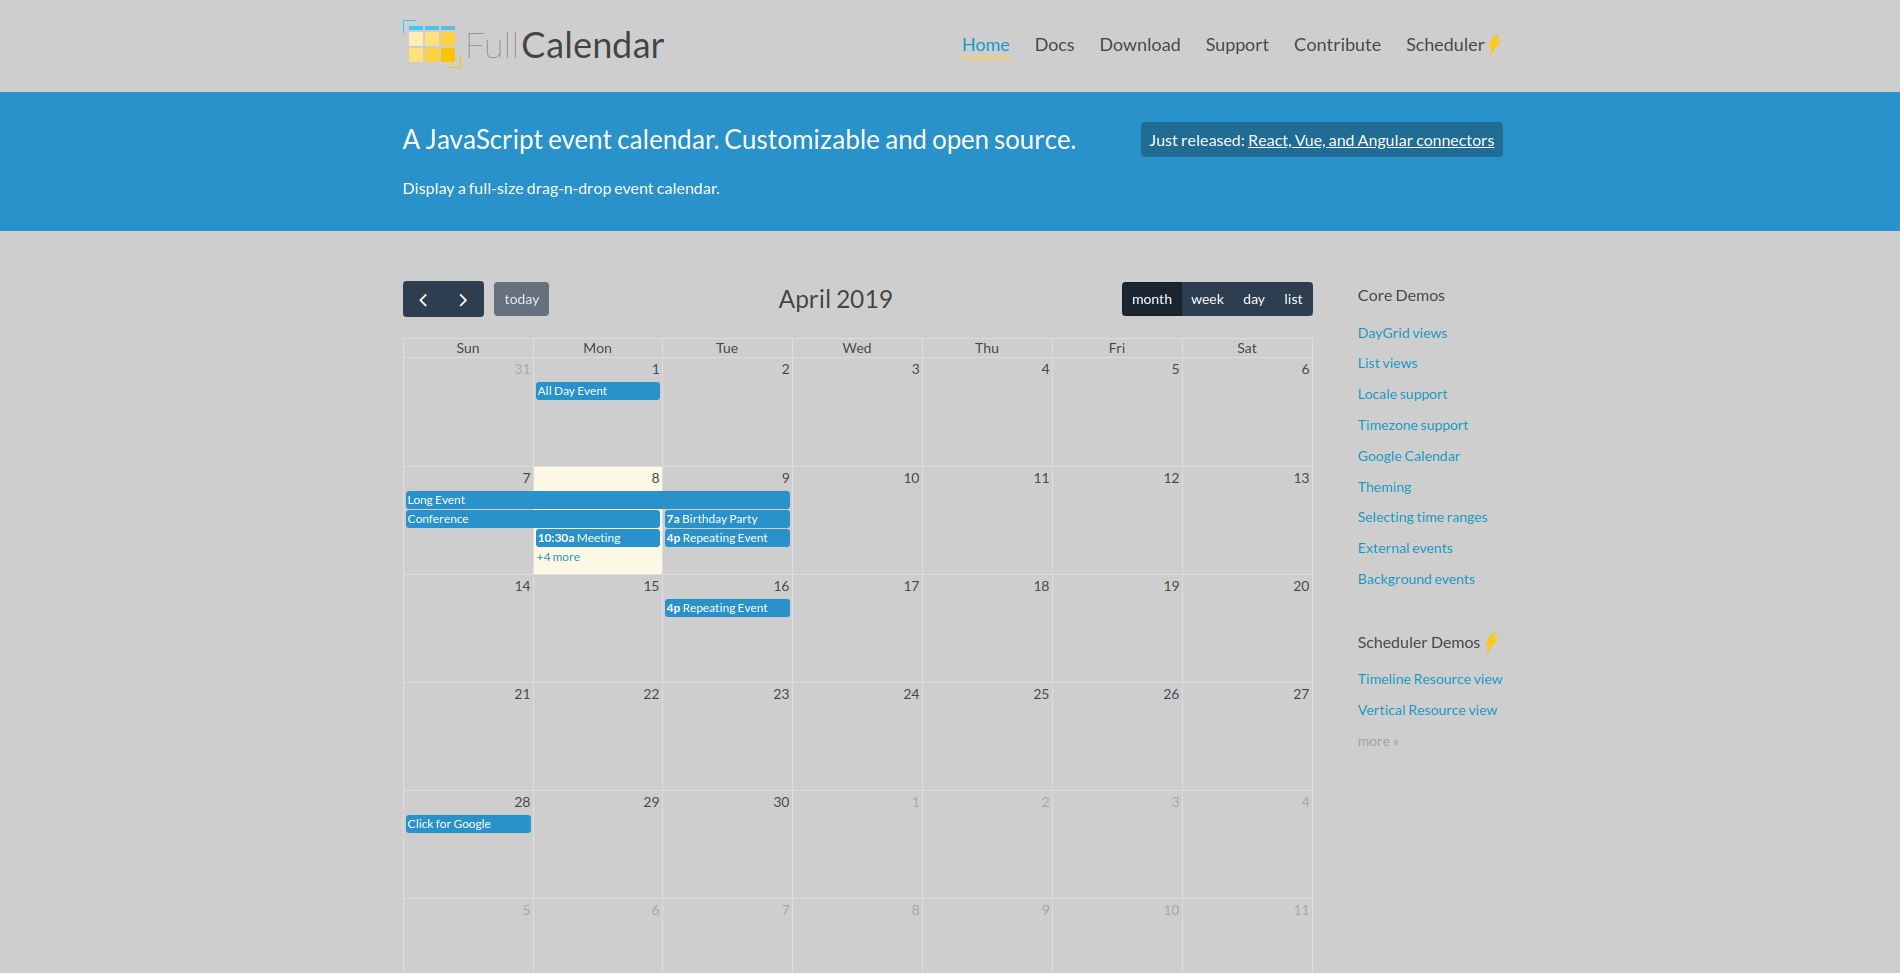 FullCalendar
Home Docs Download Support Contribute Scheduler
A JavaScript event calendar. Customizable and open source.
Just released: React, Vue, and Angular connectors
Display a full-size drag-n-drop event calendar.
today
April 2019
month week day list
Sun Mon Tue Wed Thu Fri Sat
31 1 2 3 4 5 6
All Day Event
7 8 9 10 11 12 13
Long Event
Conference 7a Birthday Party
10:30a Meeting 4p Repeating Event
+4 more
14 15 16 17 18 19 20
4p Repeating Event
21 22 23 24 25 26 27
28 29 30 1 2 3 4
Click for Google
5 6 7 8 9 10 11
Core Demos
DayGrid views
List views
Locale support
Timezone support
Google Calendar
Theming
Selecting time ranges
External events
Background events
Scheduler Demos
Timeline Resource view
Vertical Resource view
more »